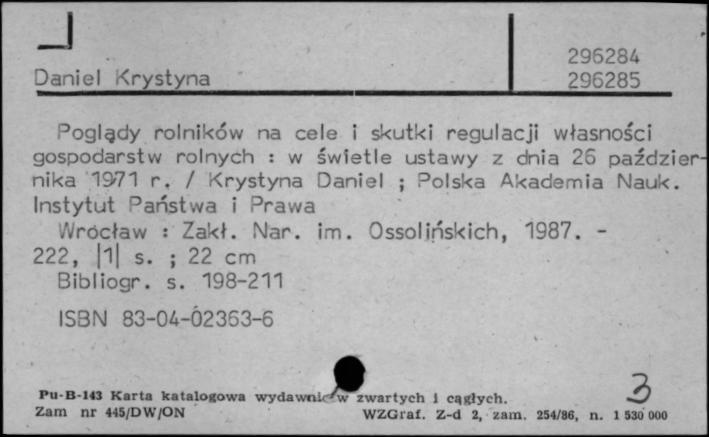 296284
Daniel Krystyna 296285
Poglądy rolników na cele i skutki regulacji własności
gospodarstw rolnych : w świetle ustawy z dnia 26 paździer-
nika 1971 r. / Krystyna Daniel ; Polska Akademia Nauk.
Instytut Państwa i Prawa
Wrocław : Zakł. Nar. im. Ossolińskich, 1987. -
222, |1| s. ; 22 cm
Bibliogr. s. 198-211
ISBN 83-04-02363-6
3
Pu-B-143 Karta katalogowa wydawnictw zwartych i ciągłych.
Zam nr 445/DW/ON WZGraf. Z-d 2, zam. 254/86, n. 1 530 000